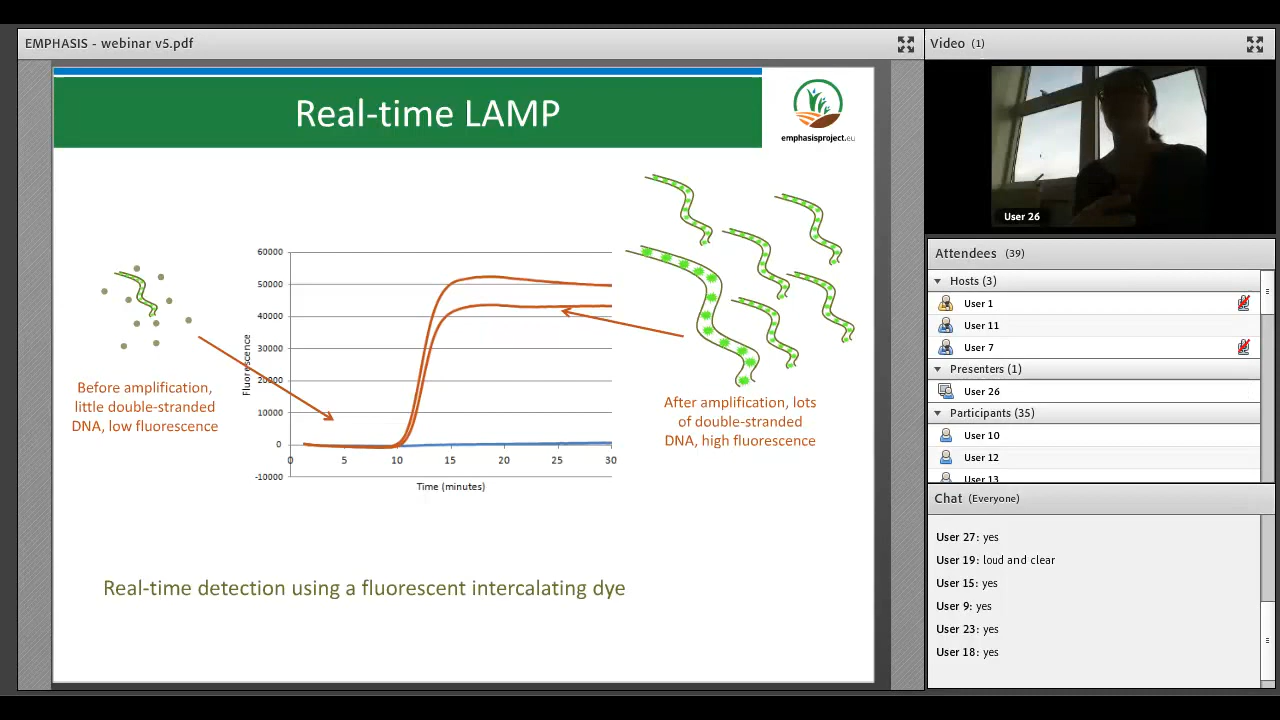 EMPHASIS - webinar v5.pdf
Real-time LAMP
emphasisproject.eu
60000
50000
40000
30000
20000
10000
0
-10000
Fluorescence
0 5 10 15 20 25 30
Time (minutes)
Before amplification,
little double-stranded
DNA, low fluorescence
After amplification, lots
of double-stranded
DNA, high fluorescence
Real-time detection using a fluorescent intercalating dye
Video (1)
User 26
Attendees (39)
Hosts (3)
User 1
User 11
User 7
Presenters (1)
User 26
Participants (35)
User 10
User 12
User 13
Chat (Everyone)
User 27: yes
User 19: loud and clear
User 15: yes
User 9: yes
User 23: yes
User 18: yes